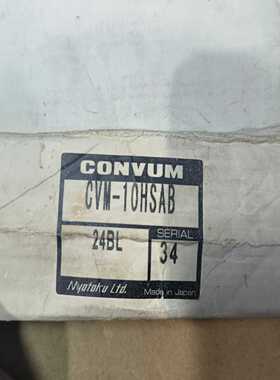 CONVUM
CVM-10HSAB
24BL
SERIAL
34
Myotoku Ltd.
Made in Japan